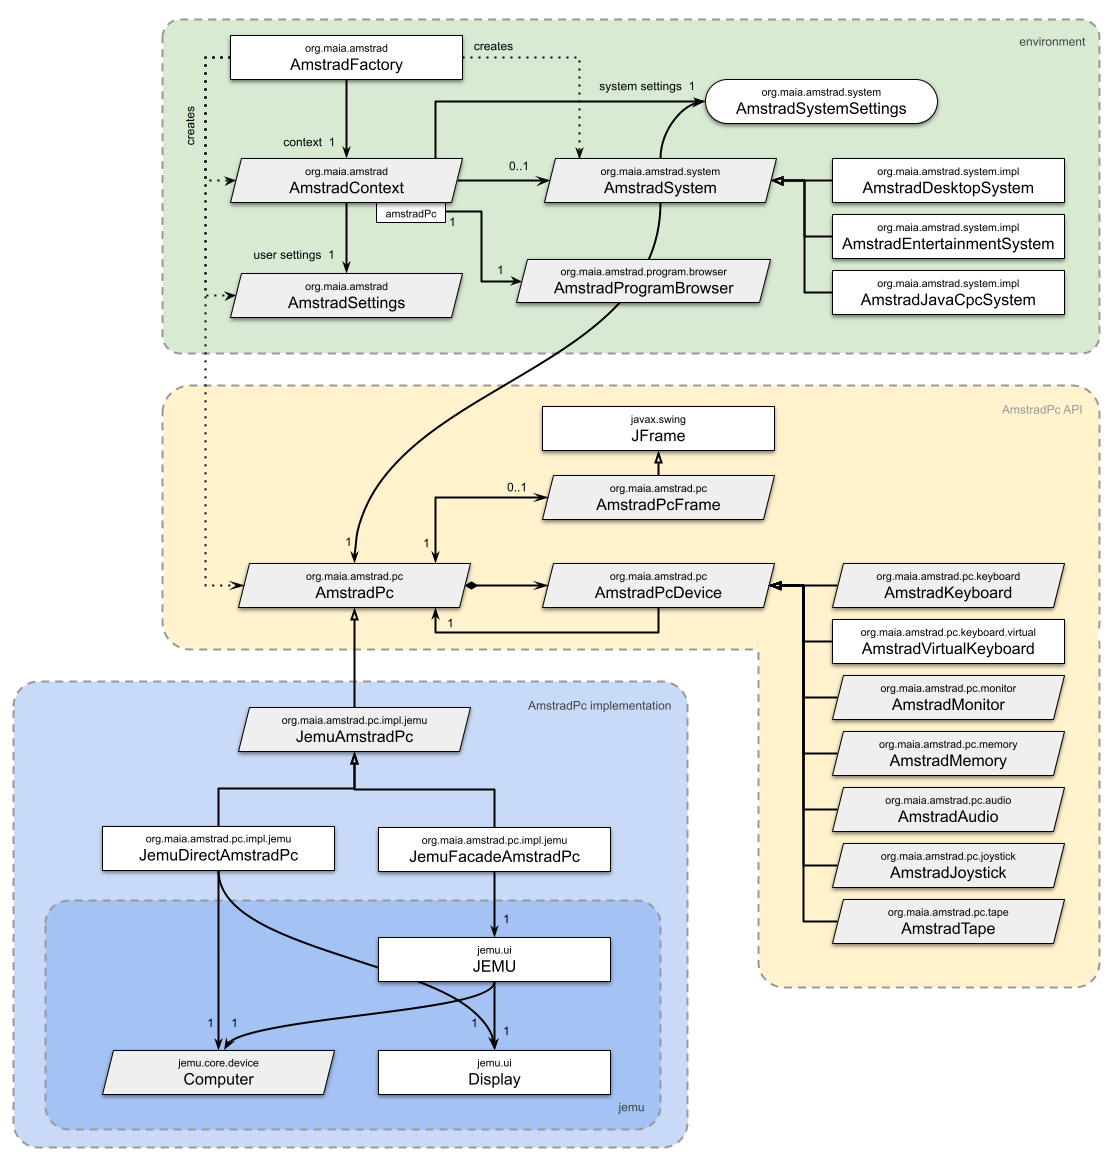 environment
org.maia.amstrad
AmstradFactory
creates
creates
system settings 1
org.maia.amstrad.system
AmstradSystemSettings
context 1
org.maia.amstrad
AmstradContext
0..1
org.maia.amstrad.system
AmstradSystem
org.maia.amstrad.system.impl
AmstradDesktopSystem
amstradPc
1
org.maia.amstrad.system.impl
AmstradEntertainmentSystem
user settings 1
org.maia.amstrad
AmstradSettings
1
org.maia.amstrad.program.browser
AmstradProgramBrowser
org.maia.amstrad.system.impl
AmstradJavaCpcSystem
AmstradPc API
javax.swing
JFrame
0..1
org.maia.amstrad.pc
AmstradPcFrame
1
1
org.maia.amstrad.pc
AmstradPc
org.maia.amstrad.pc
AmstradPcDevice
1
org.maia.amstrad.pc.keyboard
AmstradKeyboard
org.maia.amstrad.pc.keyboard.virtual
AmstradVirtualKeyboard
org.maia.amstrad.pc.monitor
AmstradMonitor
org.maia.amstrad.pc.memory
AmstradMemory
org.maia.amstrad.pc.audio
AmstradAudio
org.maia.amstrad.pc.joystick
AmstradJoystick
org.maia.amstrad.pc.tape
AmstradTape
AmstradPc implementation
org.maia.amstrad.pc.impl.jemu
JemuAmstradPc
org.maia.amstrad.pc.impl.jemu
JemuDirectAmstradPc
org.maia.amstrad.pc.impl.jemu
JemuFacadeAmstradPc
1
jemu.ui
JEMU
1
1
1
1
jemu.core.device
Computer
jemu.ui
Display
jemu